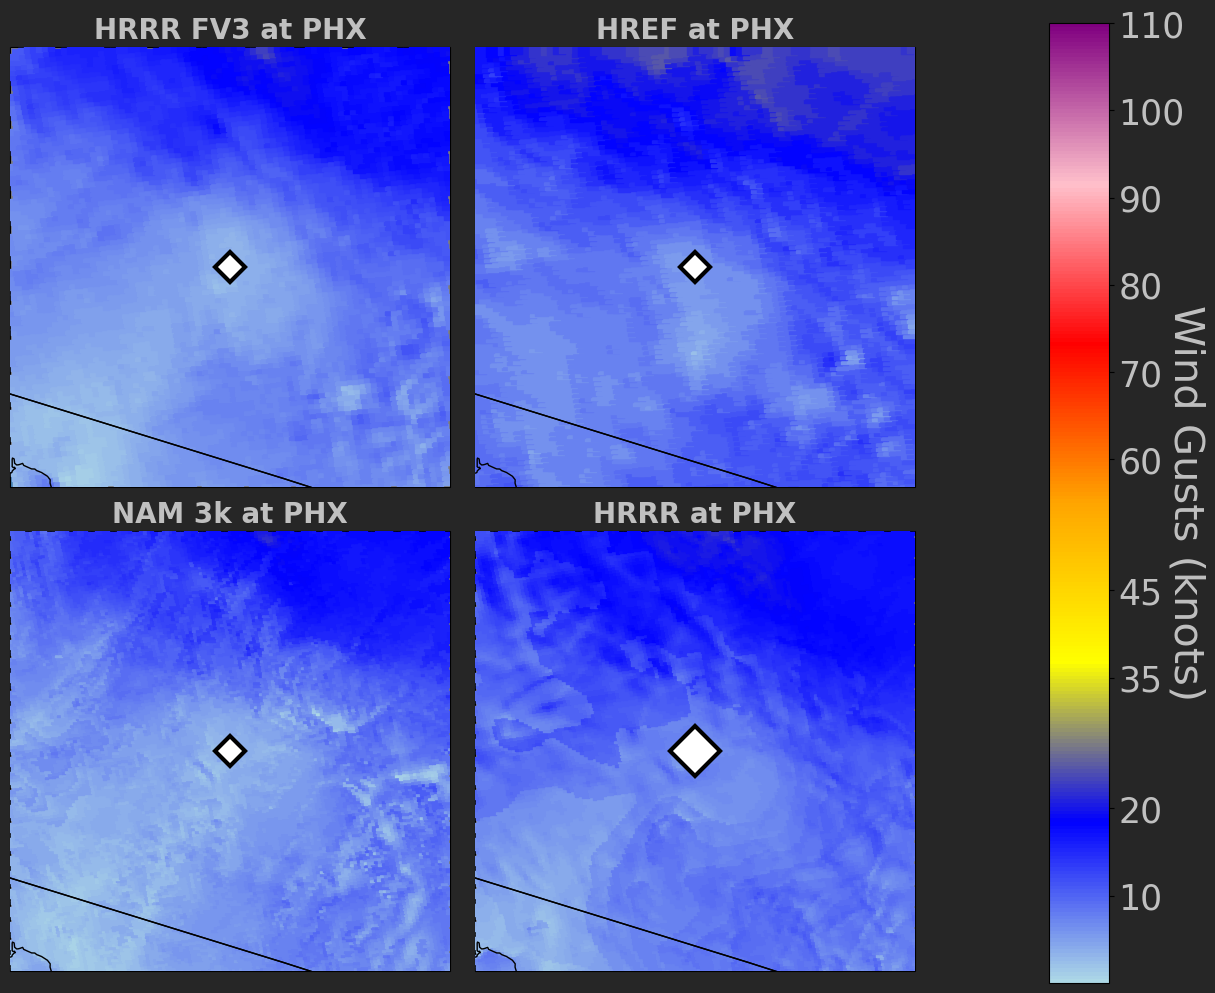 HRRR FV3 at PHX
HREF at PHX
NAM 3k at PHX
HRRR at PHX
110
100
90
80
70
60
45
35
20
10
Wind Gusts (knots)